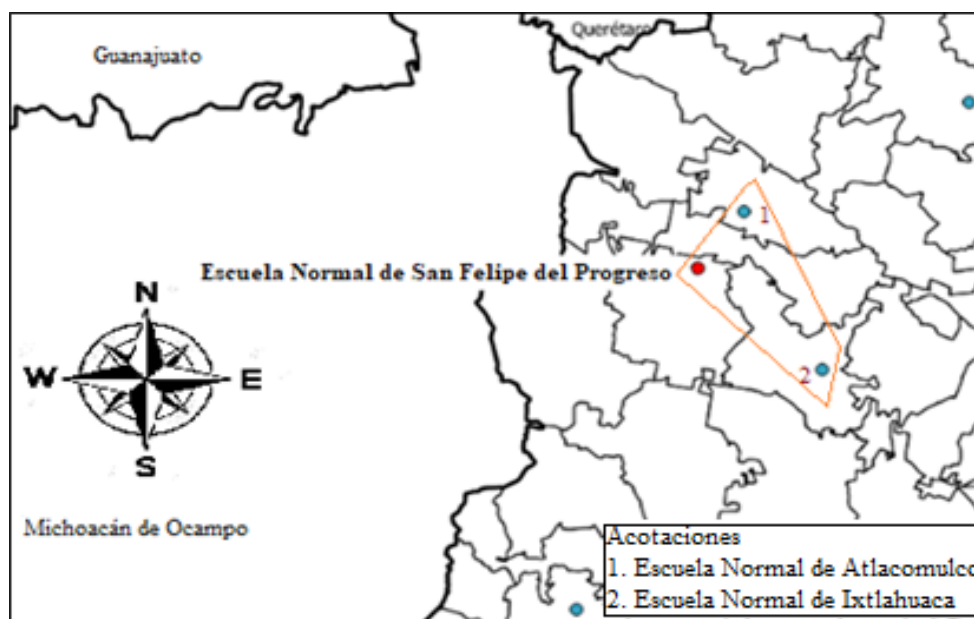 Querétaro
Guanajuato
1
Escuela Normal de San Felipe del Progreso
N
W E
2
S
Michoacán de Ocampo
Acotaciones
1. Escuela Normal de Atlacomulco
2. Escuela Normal de Ixtlahuaca